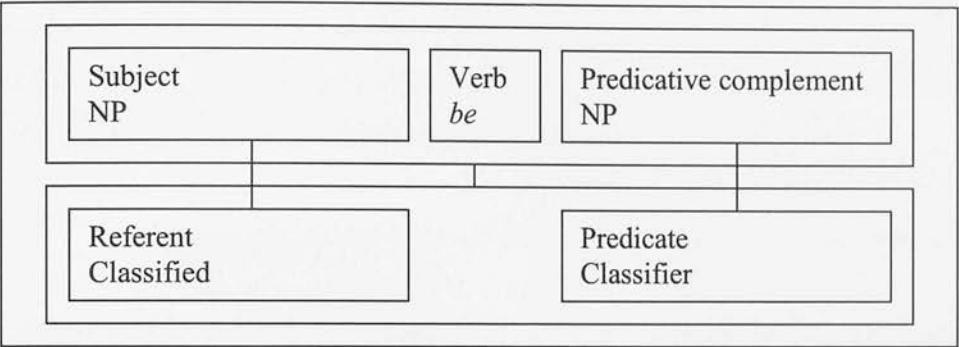 Subject
NP
Verb
be
Predicative complement
NP
Referent
Classified
Predicate
Classifier